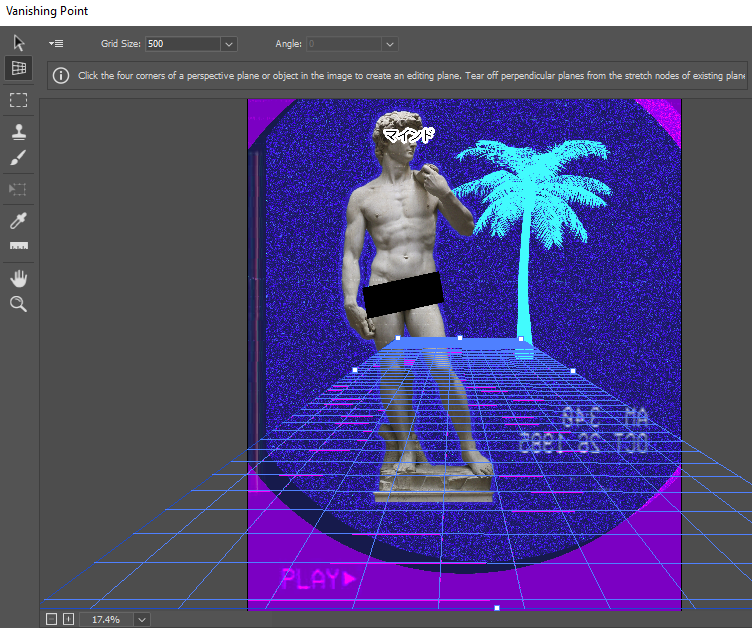 Vanishing Point
Grid Size: 500 Angle: 0
Click the four corners of a perspective plane or object in the image to create an editing plane. Tear off perpendicular planes from the stretch nodes of existing plane
マインド
AM 3:48
OCT 26 1985
PLAY
17.4%